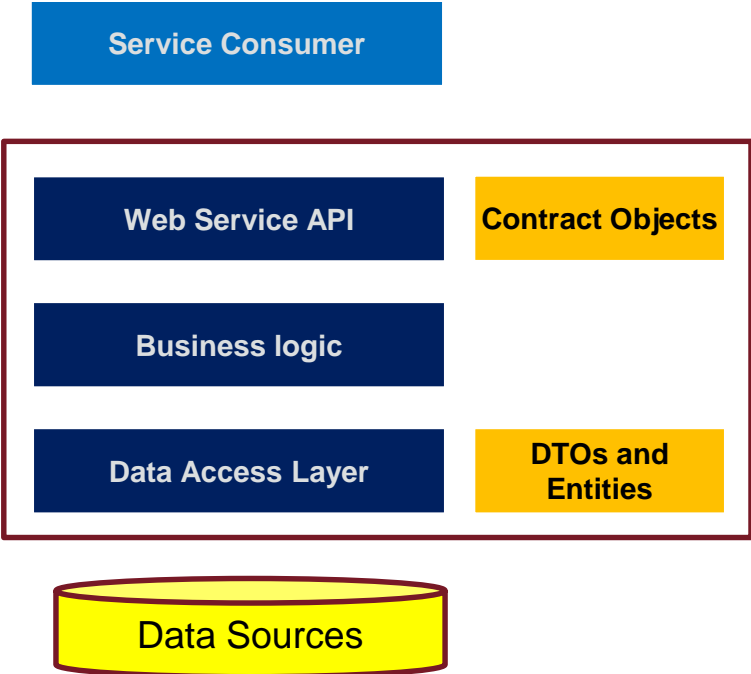 Service Consumer
Web Service API
Contract Objects
Business logic
Data Access Layer
DTOs and
Entities
Data Sources